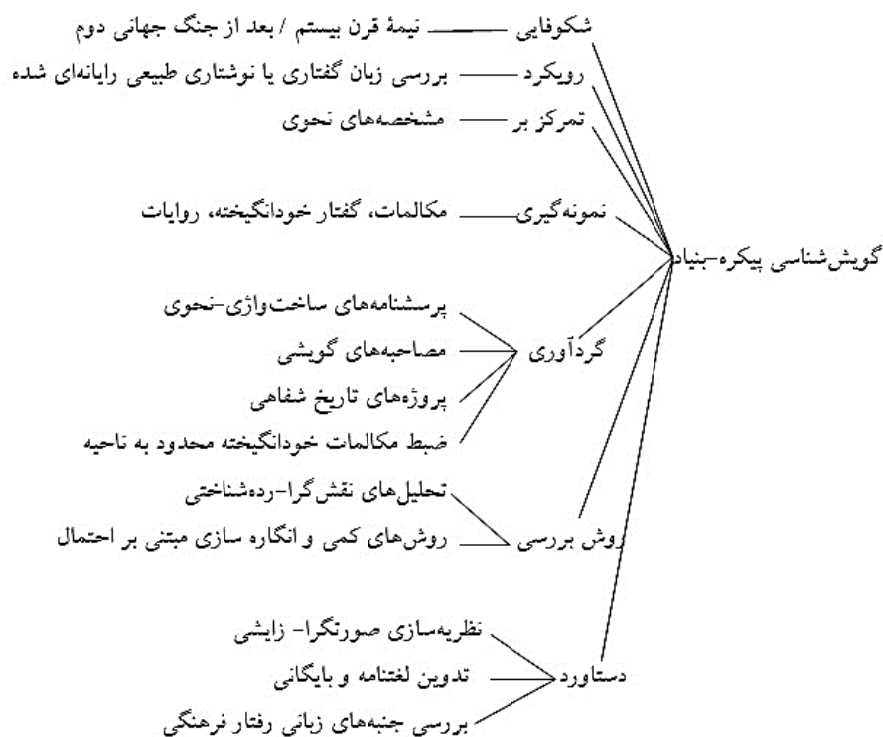 شکوفایی نیمهٔ قرن بیستم / بعد از جنگ جهانی دوم
رویکرد بررسی زبان گفتاری یا نوشتاری طبیعی رایانه‌ای شده
تمرکز بر مشخصه‌های نحوی
نمونه‌گیری مکالمات، گفتار خودانگیخته، روایات
گویش‌شناسی پیکره-بنیاد
پرسشنامه‌های ساخت‌واژی-نحوی
گردآوری مصاحبه‌های گویشی
پروژه‌های تاریخ شفاهی
ضبط مکالمات خودانگیخته محدود به ناحیه
تحلیل‌های نقش‌گرا-رده‌شناختی
روش بررسی روش‌های کمی و انگاره سازی مبتنی بر احتمال
نظریه‌سازی صورتگرا- زایشی
دستاورد تدوین لغتنامه و بایگانی
بررسی جنبه‌های زبانی رفتار فرهنگی